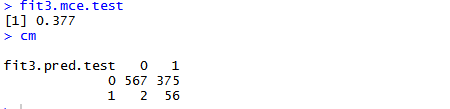 > fit3.mce.test
[1] 0.377
> cm
fit3.pred.test 0 1
0 567 375
1 2 56